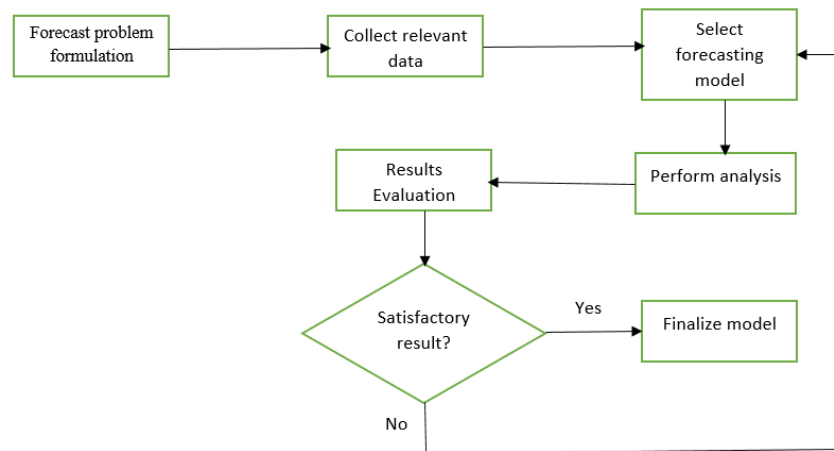 Forecast problem
formulation
Collect relevant
data
Select
forecasting
model
Results
Evaluation
Perform analysis
Satisfactory
result?
Yes
Finalize model
No